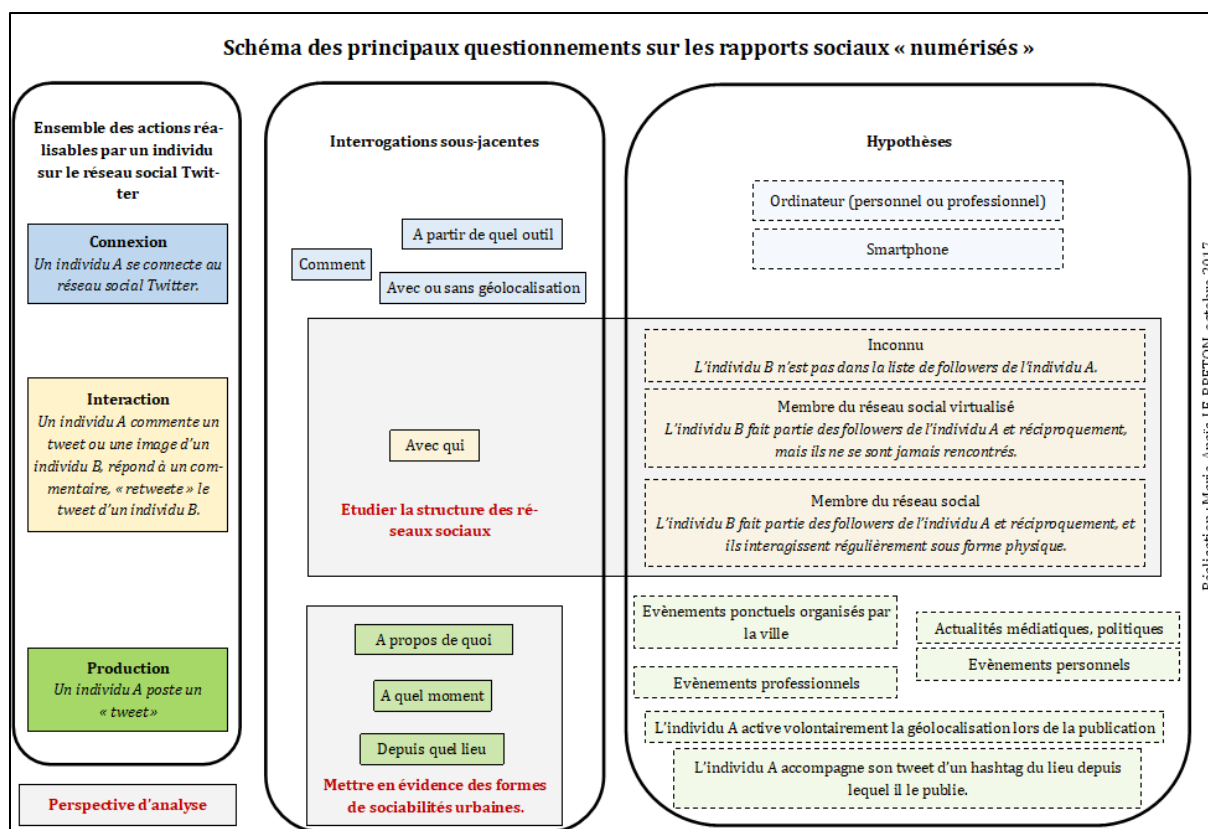 Schéma des principaux questionnements sur les rapports sociaux « numérisés »
Ensemble des actions réa-
lisables par un individu
sur le réseau social Twit-
ter
Connexion
Un individu A se connecte au
réseau social Twitter.
Interaction
Un individu A commente un
tweet ou une image d'un
individu B, répond à un com-
mentaire, « retweete » le
tweet d'un individu B.
Production
Un individu A poste un
« tweet»
Perspective d'analyse
Interrogations sous-jacentes
A partir de quel outil
Comment
Avec ou sans géolocalisation
Avec qui
Etudier la structure des ré-
seaux sociaux
A propos de quoi
A quel moment
Depuis quel lieu
Mettre en évidence des formes
de sociabilités urbaines.
Hypothèses
Ordinateur (personnel ou professionnel)
Smartphone
Inconnu
L'individu B n'est pas dans la liste de followers de l'individu A.
Membre du réseau social virtualisé
L'individu B fait partie des followers de l'individu A et réciproquement,
mais ils ne se sont jamais rencontrés.
Membre du réseau social
L'individu B fait partie des followers de l'individu A et réciproquement, et
ils interagissent régulièrement sous forme physique.
Evènements ponctuels organisés par
la ville
Actualités médiatiques, politiques
Evènements personnels
Evènements professionnels
L'individu A active volontairement la géolocalisation lors de la publication
L'individu A accompagne son tweet d'un hashtag du lieu depuis
lequel il le publie.
Réalisation : Marie-Anaïs LE BRETON, octobre 2017